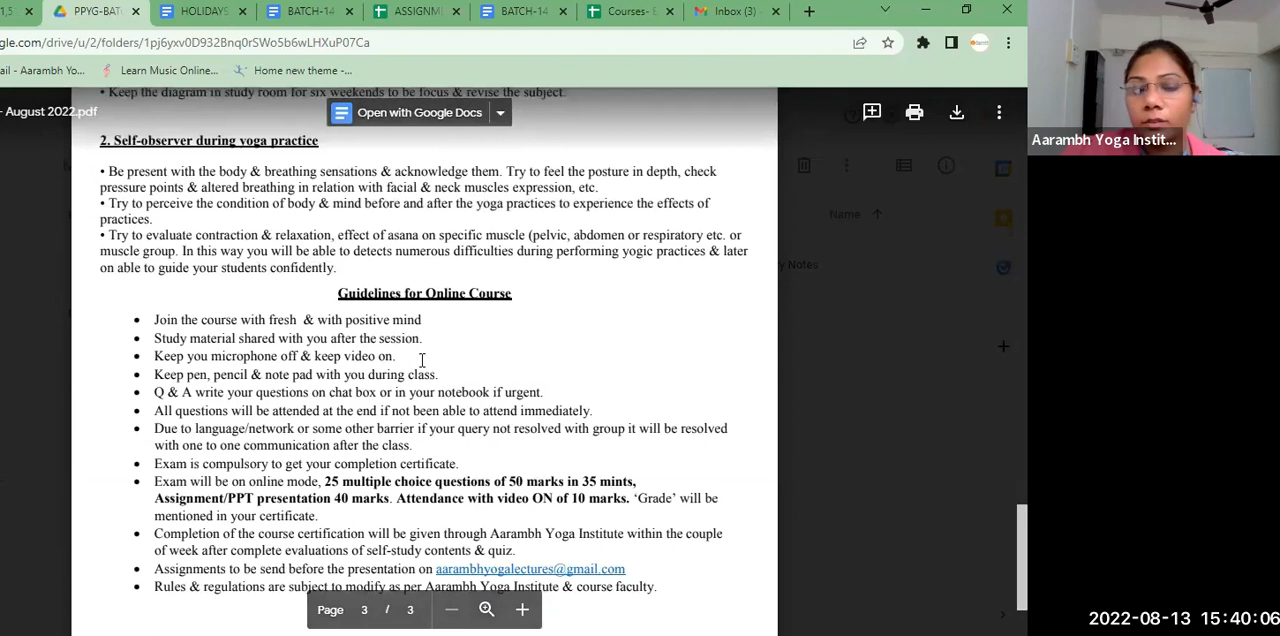 1,5
PPYG-BAT
HOLIDAYS
BATCH-14
ASSIGNM
BATCH-14
Courses- E
Inbox (3)
gle.com/drive/u/2/folders/1pj6yxv0D932Bnq0rSWo5b6wLHXuP07Ca
ail - Aarambh Yo...
Learn Music Online...
Home new theme -...
• Keep the diagram in study room for six weekends to be focus & revise the subject.
- August 2022.pdf
Open with Google Docs
2. Self-observer during yoga practice
• Be present with the body & breathing sensations & acknowledge them. Try to feel the posture in depth, check
pressure points & altered breathing in relation with facial & neck muscles expression, etc.
• Try to perceive the condition of body & mind before and after the yoga practices to experience the effects of
practices.
• Try to evaluate contraction & relaxation, effect of asana on specific muscle (pelvic, abdomen or respiratory etc. or
muscle group. In this way you will be able to detects numerous difficulties during performing yogic practices & later
on able to guide your students confidently.
Guidelines for Online Course
• Join the course with fresh & with positive mind
• Study material shared with you after the session.
• Keep you microphone off & keep video on.
• Keep pen, pencil & note pad with you during class.
• Q & A write your questions on chat box or in your notebook if urgent.
• All questions will be attended at the end if not been able to attend immediately.
• Due to language/network or some other barrier if your query not resolved with group it will be resolved
with one to one communication after the class.
• Exam is compulsory to get your completion certificate.
• Exam will be on online mode, 25 multiple choice questions of 50 marks in 35 mints,
Assignment/PPT presentation 40 marks. Attendance with video ON of 10 marks. ‘Grade’ will be
mentioned in your certificate.
• Completion of the course certification will be given through Aarambh Yoga Institute within the couple
of week after complete evaluations of self-study contents & quiz.
• Assignments to be send before the presentation on aarambhyogalectures@gmail.com
• Rules & regulations are subject to modify as per Aarambh Yoga Institute & course faculty.
Page 3 / 3
Name
y Notes
Aarambh Yoga Instit...
2022-08-13 15:40:06